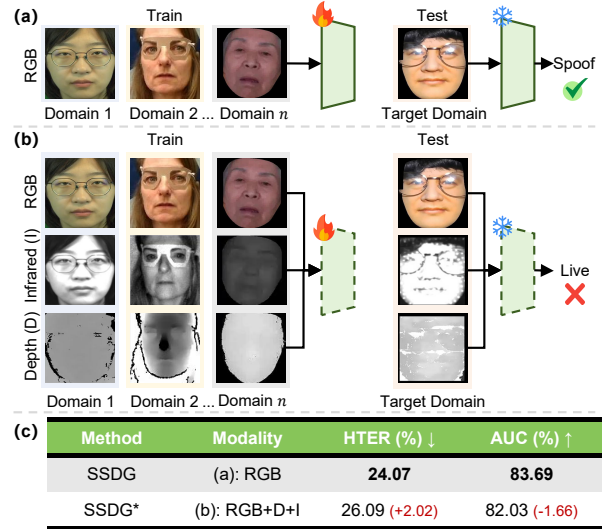 (a) Train Test
RGB
Spoof
Domain 1 Domain 2 ... Domain n Target Domain
(b) Train Test
RGB
Infrared (I)
Live
Depth (D)
Domain 1 Domain 2 ... Domain n Target Domain
(c) Method Modality HTER (%) ↓ AUC (%) ↑
SSDG (a): RGB 24.07 83.69
SSDG* (b): RGB+D+I 26.09 (+2.02) 82.03 (-1.66)